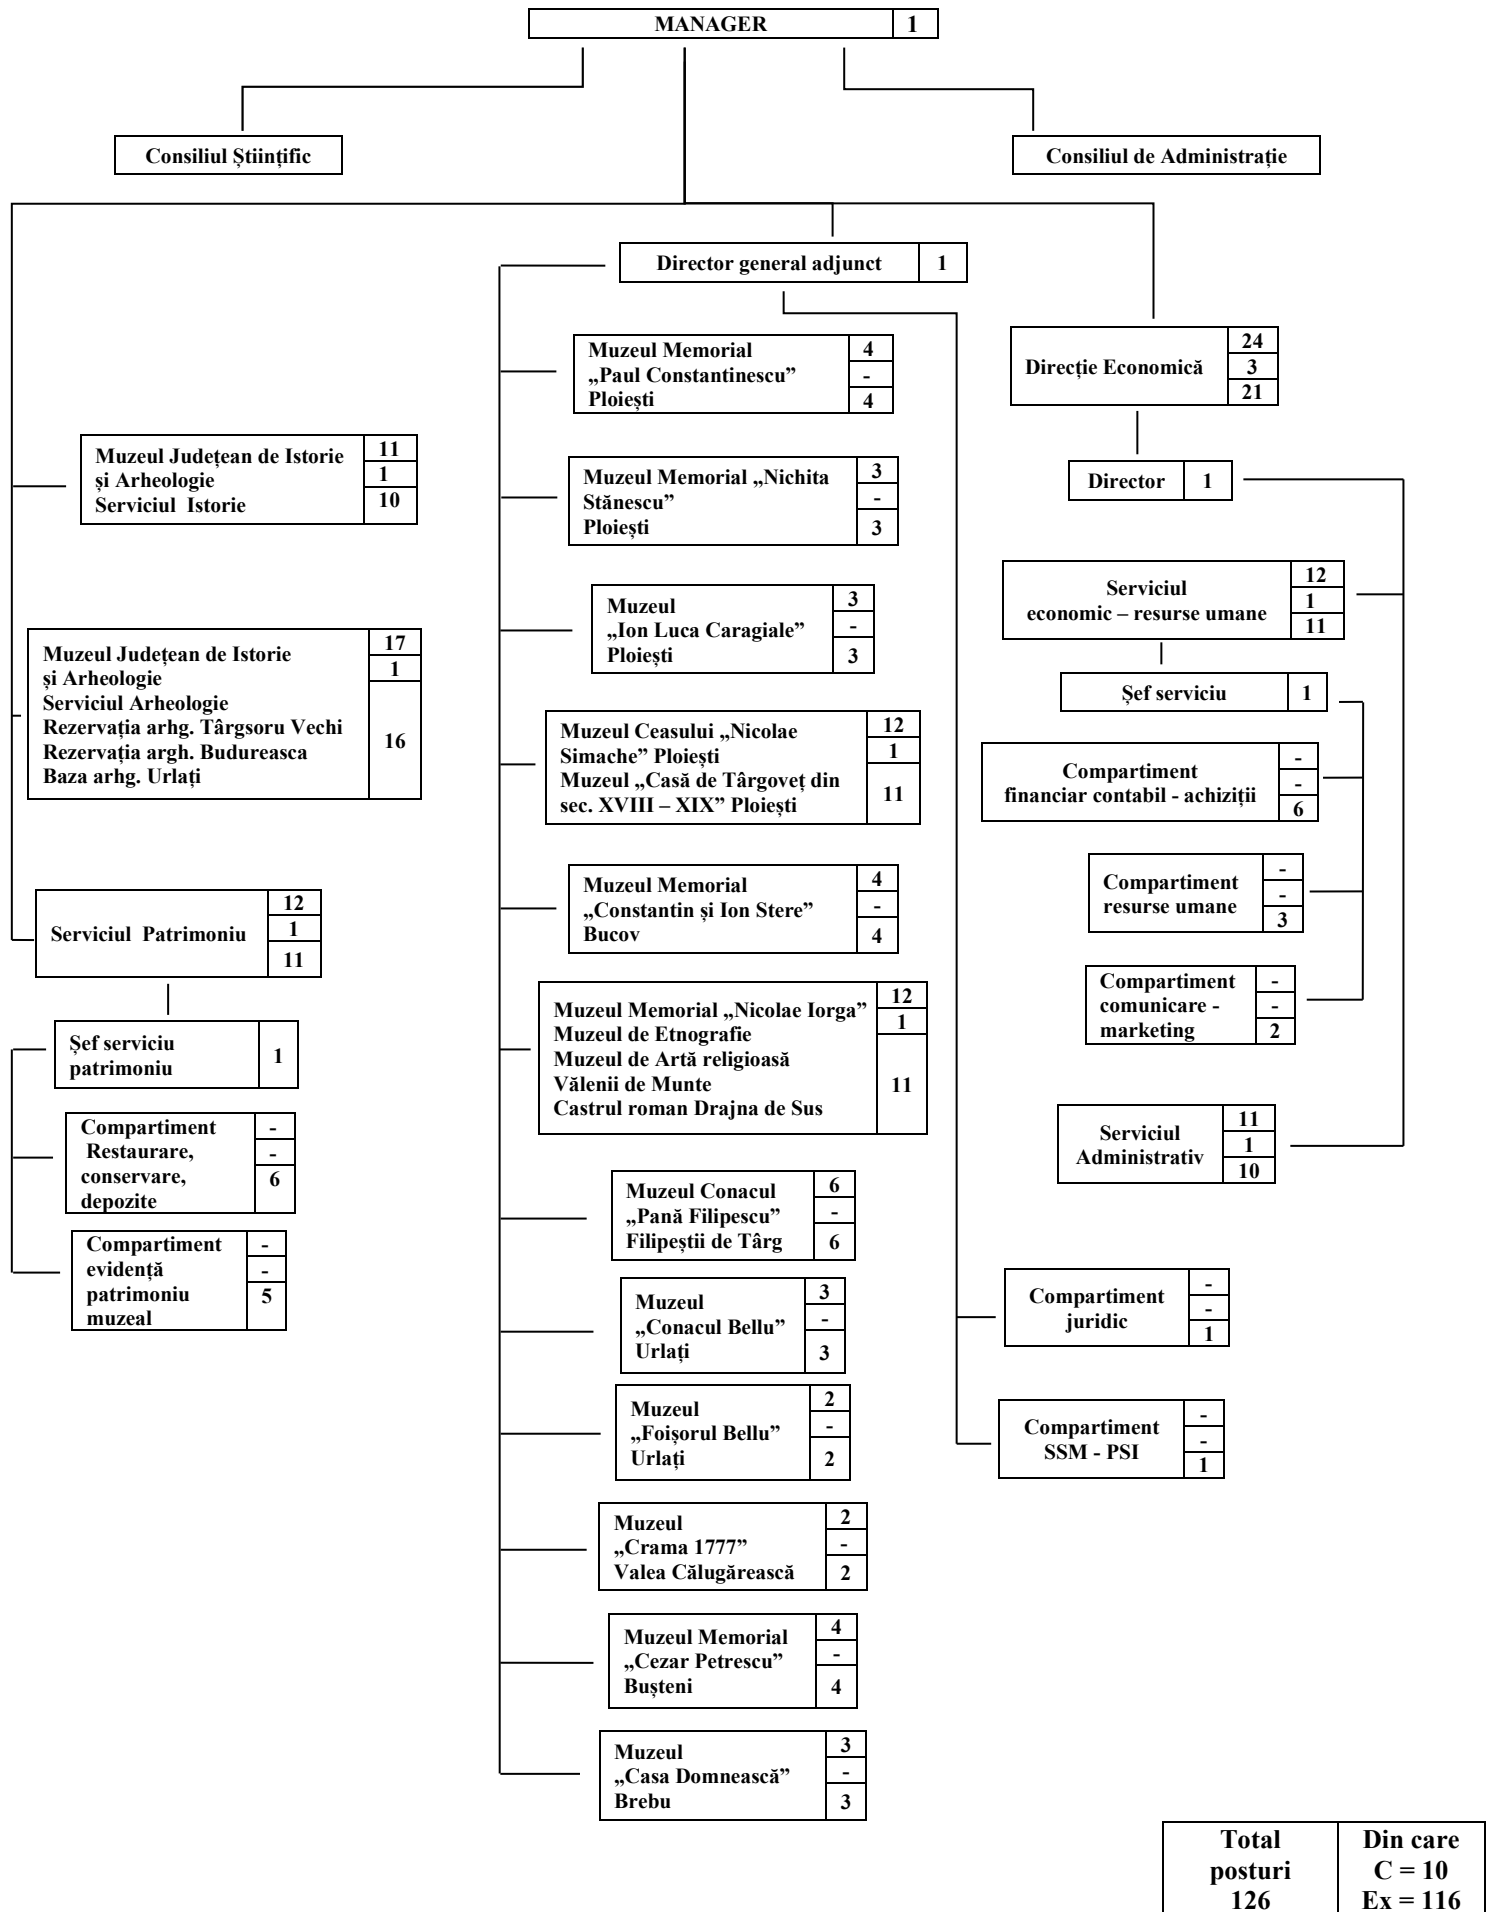 MANAGER 1
Consiliul Științific
Consiliul de Administrație
Director general adjunct 1
Muzeul Județean de Istorie
și Arheologie
Serviciul Istorie
11
1
10
Muzeul Județean de Istorie
și Arheologie
Serviciul Arheologie
Rezervația arhg. Târgsoru Vechi
Rezervația argh. Budureasca
Baza arhg. Urlați
17
1
16
Serviciul Patrimoniu
12
1
11
Șef serviciu
patrimoniu
1
Compartiment
Restaurare,
conservare,
depozite
-
-
6
Compartiment
evidență
patrimoniu
muzeal
-
-
5
Muzeul Memorial
„Paul Constantinescu”
Ploiești
4
-
4
Muzeul Memorial „Nichita
Stănescu”
Ploiești
3
-
3
Muzeul
„Ion Luca Caragiale”
Ploiești
3
-
3
Muzeul Ceasului „Nicolae
Simache” Ploiești
Muzeul „Casă de Târgoveț din
sec. XVIII – XIX” Ploiești
12
1
11
Muzeul Memorial
„Constantin și Ion Stere”
Bucov
4
-
4
Muzeul Memorial „Nicolae Iorga”
Muzeul de Etnografie
Muzeul de Artă religioasă
Vălenii de Munte
Castrul roman Drajna de Sus
12
1
11
Muzeul Conacul
„Pană Filipescu”
Filipeștii de Târg
6
-
6
Muzeul
„Conacul Bellu”
Urlați
3
-
3
Muzeul
„Foișorul Bellu”
Urlați
2
-
2
Muzeul
„Crama 1777”
Valea Călugărească
2
-
2
Muzeul Memorial
„Cezar Petrescu”
Bușteni
4
-
4
Muzeul
„Casa Domnească”
Brebu
3
-
3
Direcție Economică
24
3
21
Director 1
Serviciul
economic – resurse umane
12
1
11
Șef serviciu 1
Compartiment
financiar contabil - achiziții
-
-
6
Compartiment
resurse umane
-
-
3
Compartiment
comunicare -
marketing
-
-
2
Serviciul
Administrativ
11
1
10
Compartiment
juridic
-
-
1
Compartiment
SSM - PSI
-
-
1
Total
posturi
126
Din care
C = 10
Ex = 116